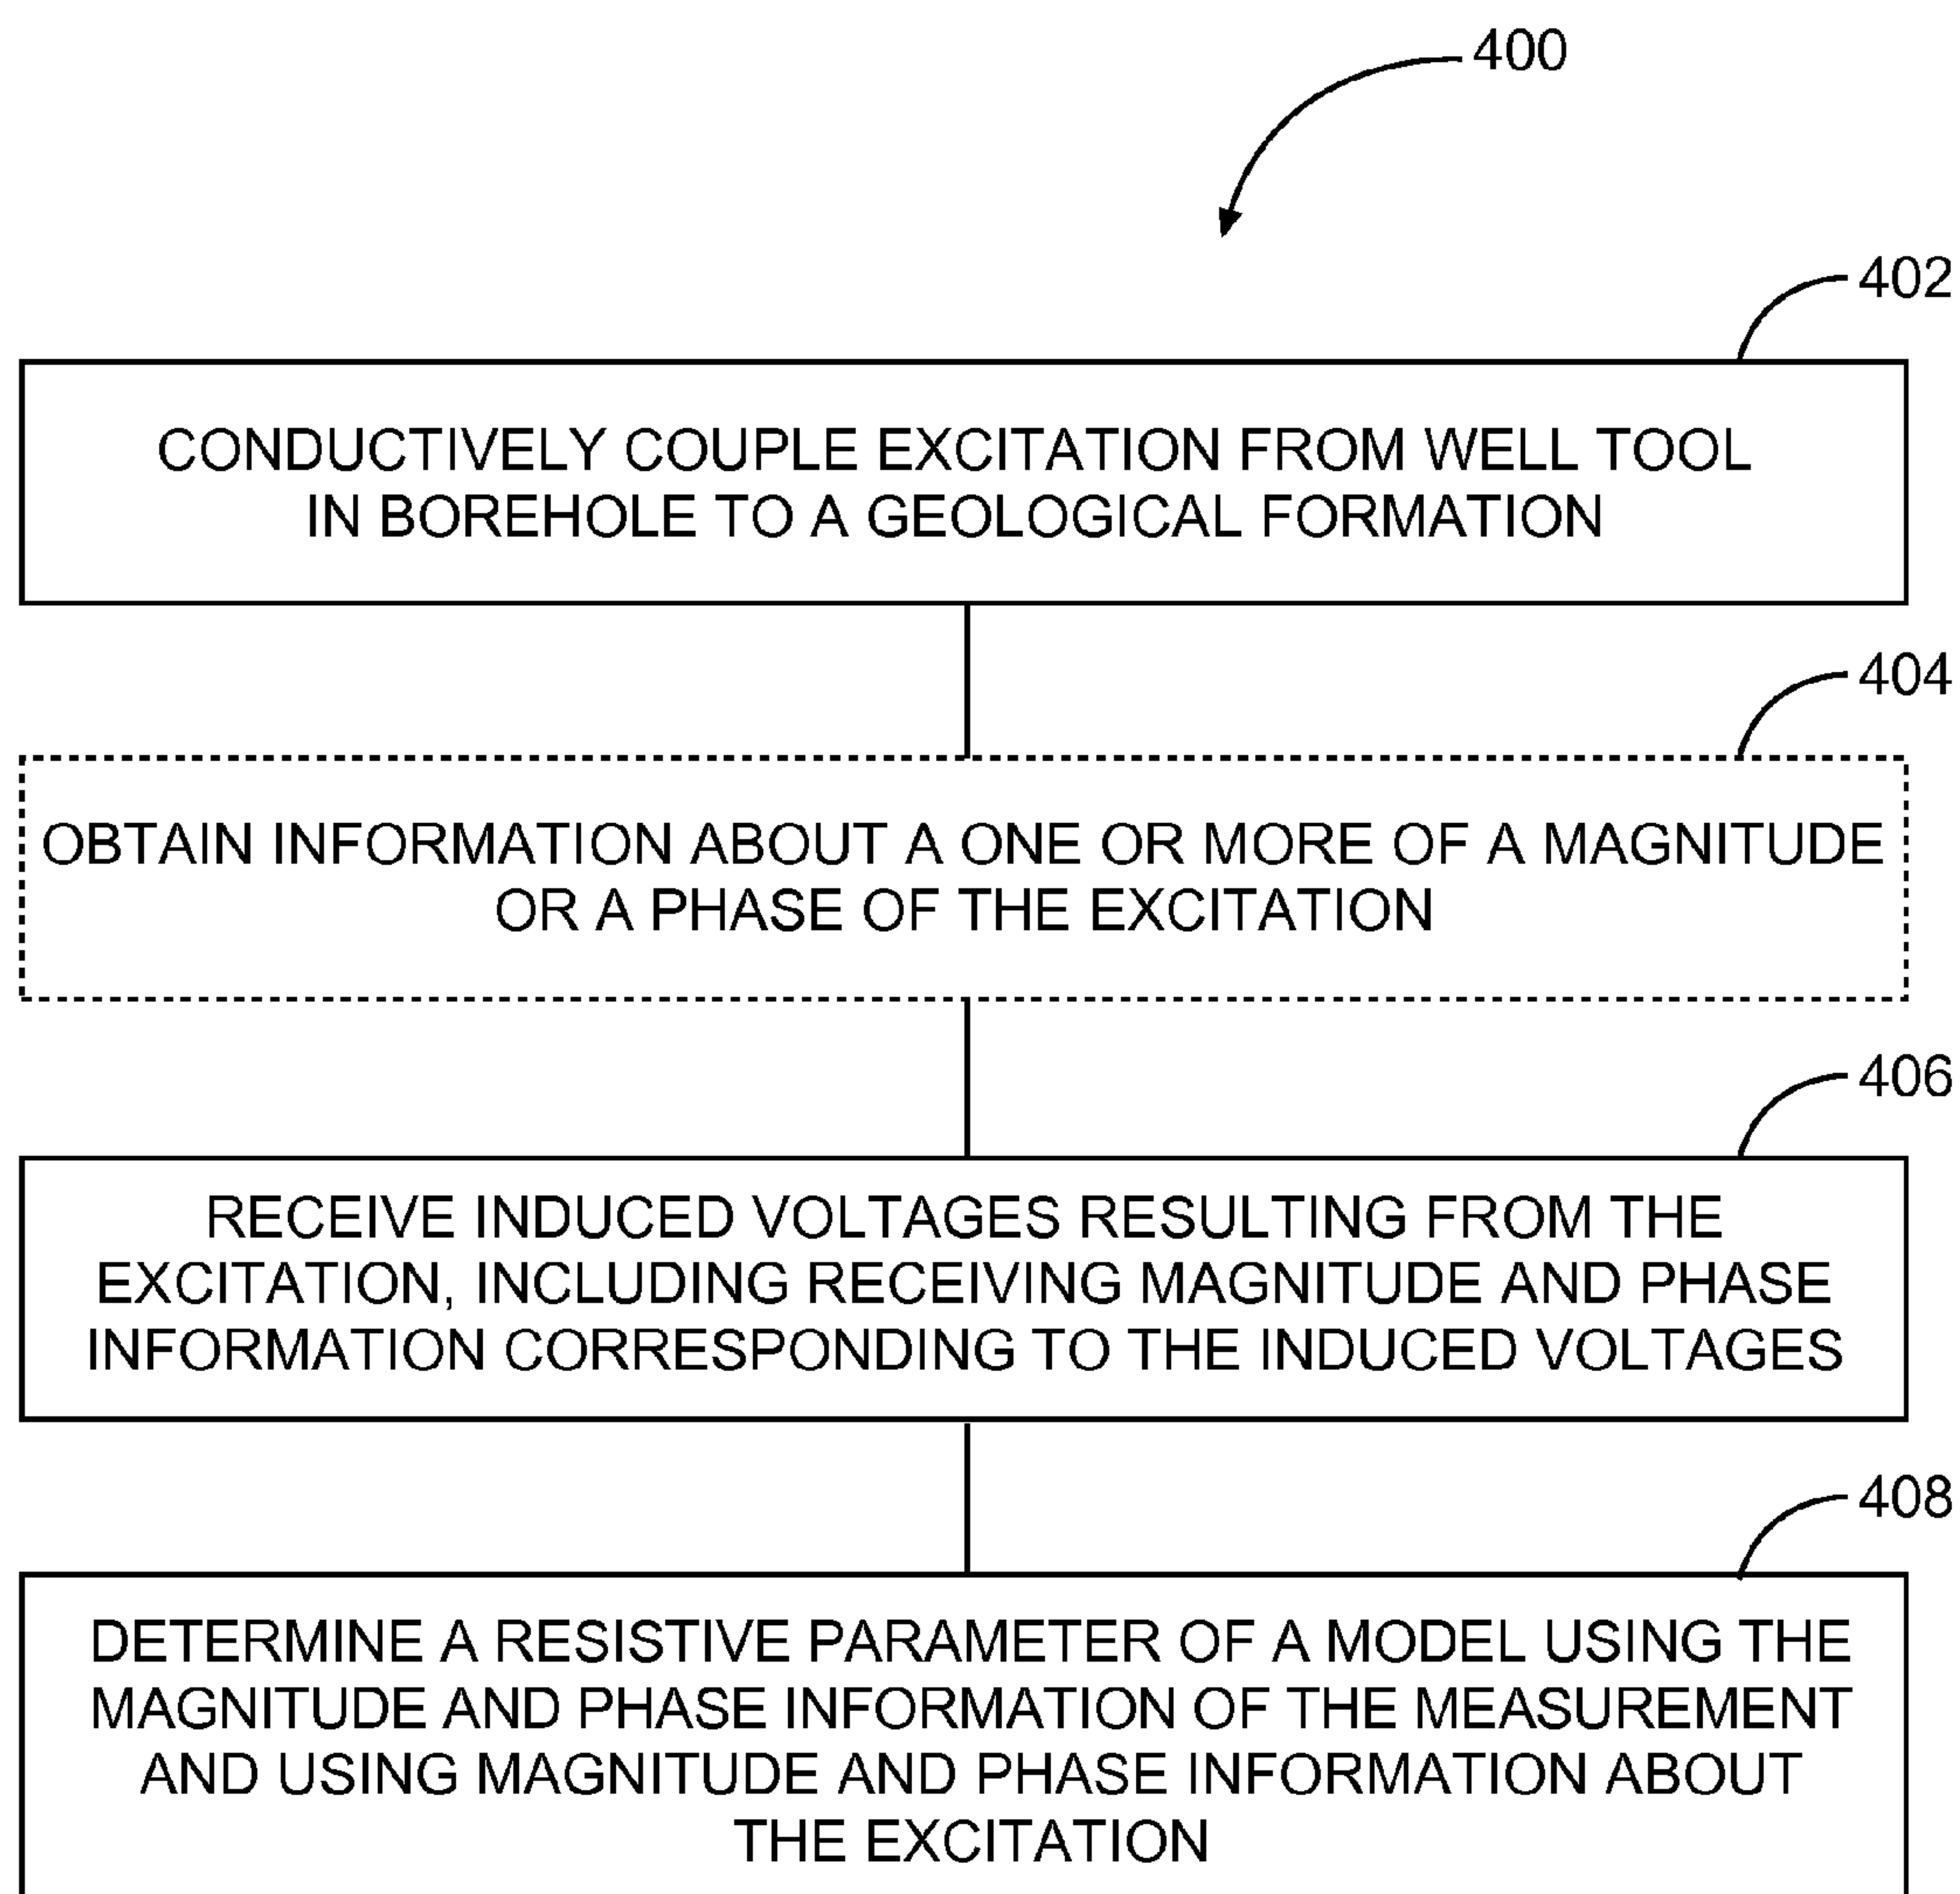 400
402
CONDUCTIVELY COUPLE EXCITATION FROM WELL TOOL
IN BOREHOLE TO A GEOLOGICAL FORMATION
404
OBTAIN INFORMATION ABOUT A ONE OR MORE OF A MAGNITUDE
OR A PHASE OF THE EXCITATION
406
RECEIVE INDUCED VOLTAGES RESULTING FROM THE
EXCITATION, INCLUDING RECEIVING MAGNITUDE AND PHASE
INFORMATION CORRESPONDING TO THE INDUCED VOLTAGES
408
DETERMINE A RESISTIVE PARAMETER OF A MODEL USING THE
MAGNITUDE AND PHASE INFORMATION OF THE MEASUREMENT
AND USING MAGNITUDE AND PHASE INFORMATION ABOUT
THE EXCITATION